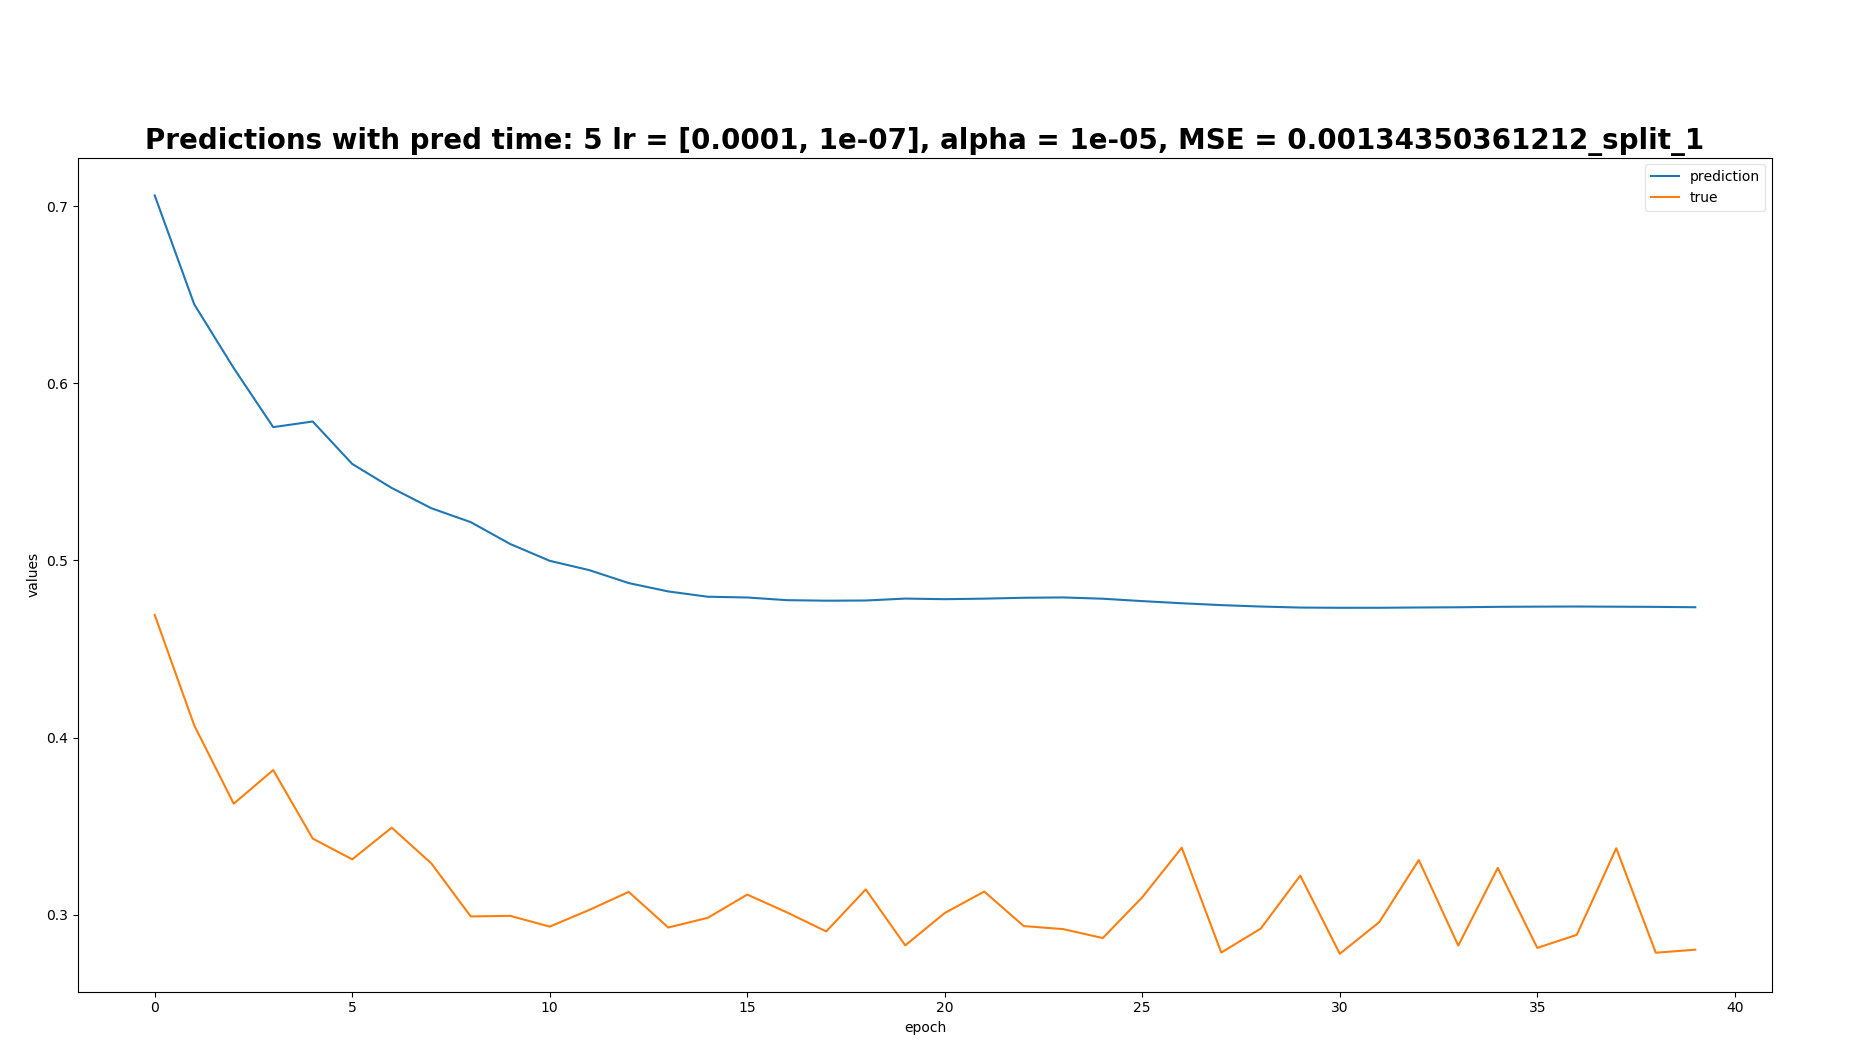 Predictions with pred time: 5 lr = [0.0001, 1e-07], alpha = 1e-05, MSE = 0.00134350361212_split_1
prediction
true
0.7
0.6
0.5
0.4
0.3
values
0 5 10 15 20 25 30 35 40
epoch